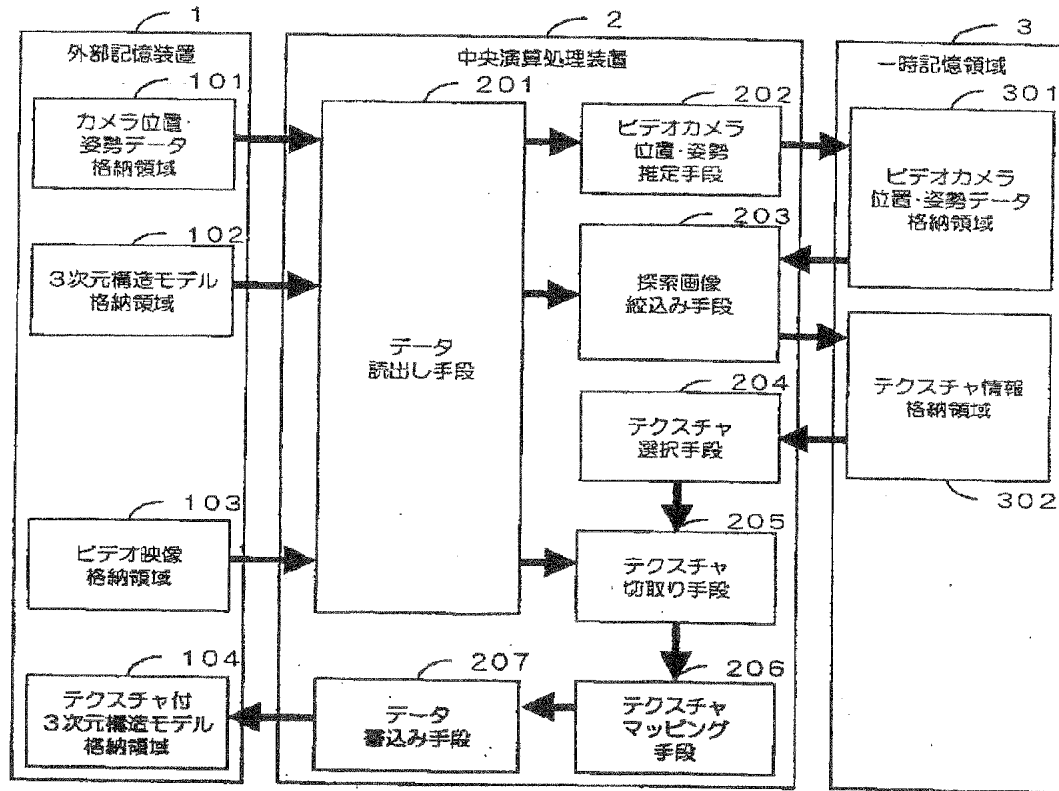 1
外部記憶装置
101
カメラ位置・
姿勢データ
格納領域
102
3次元構造モデル
格納領域
103
ビデオ映像
格納領域
104
テクスチャ付
3次元構造モデル
格納領域
2
中央演算処理装置
201
データ
読出し手段
202
ビデオカメラ
位置・姿勢
推定手段
203
探索画像
絞込み手段
204
テクスチャ
選択手段
205
テクスチャ
切取り手段
206
テクスチャ
マッピング
手段
207
データ
書込み手段
3
一時記憶領域
301
ビデオカメラ
位置・姿勢データ
格納領域
テクスチャ情報
格納領域
302